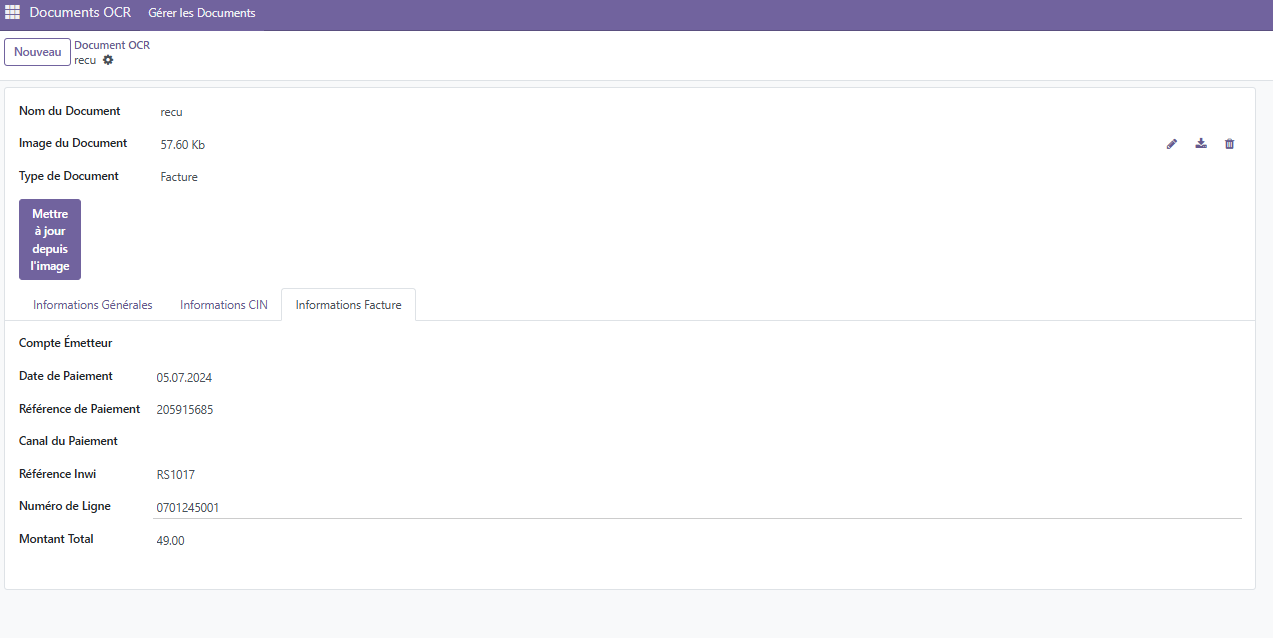 Documents OCR Gérer les Documents
Nouveau
Document OCR
recu
Nom du Document recu
Image du Document 57.60 Kb
Type de Document Facture
Mettre
à jour
depuis
l'image
Informations Générales Informations CIN Informations Facture
Compte Émetteur
Date de Paiement 05.07.2024
Référence de Paiement 205915685
Canal du Paiement
Référence Inwi RS1017
Numéro de Ligne 0701245001
Montant Total 49.00